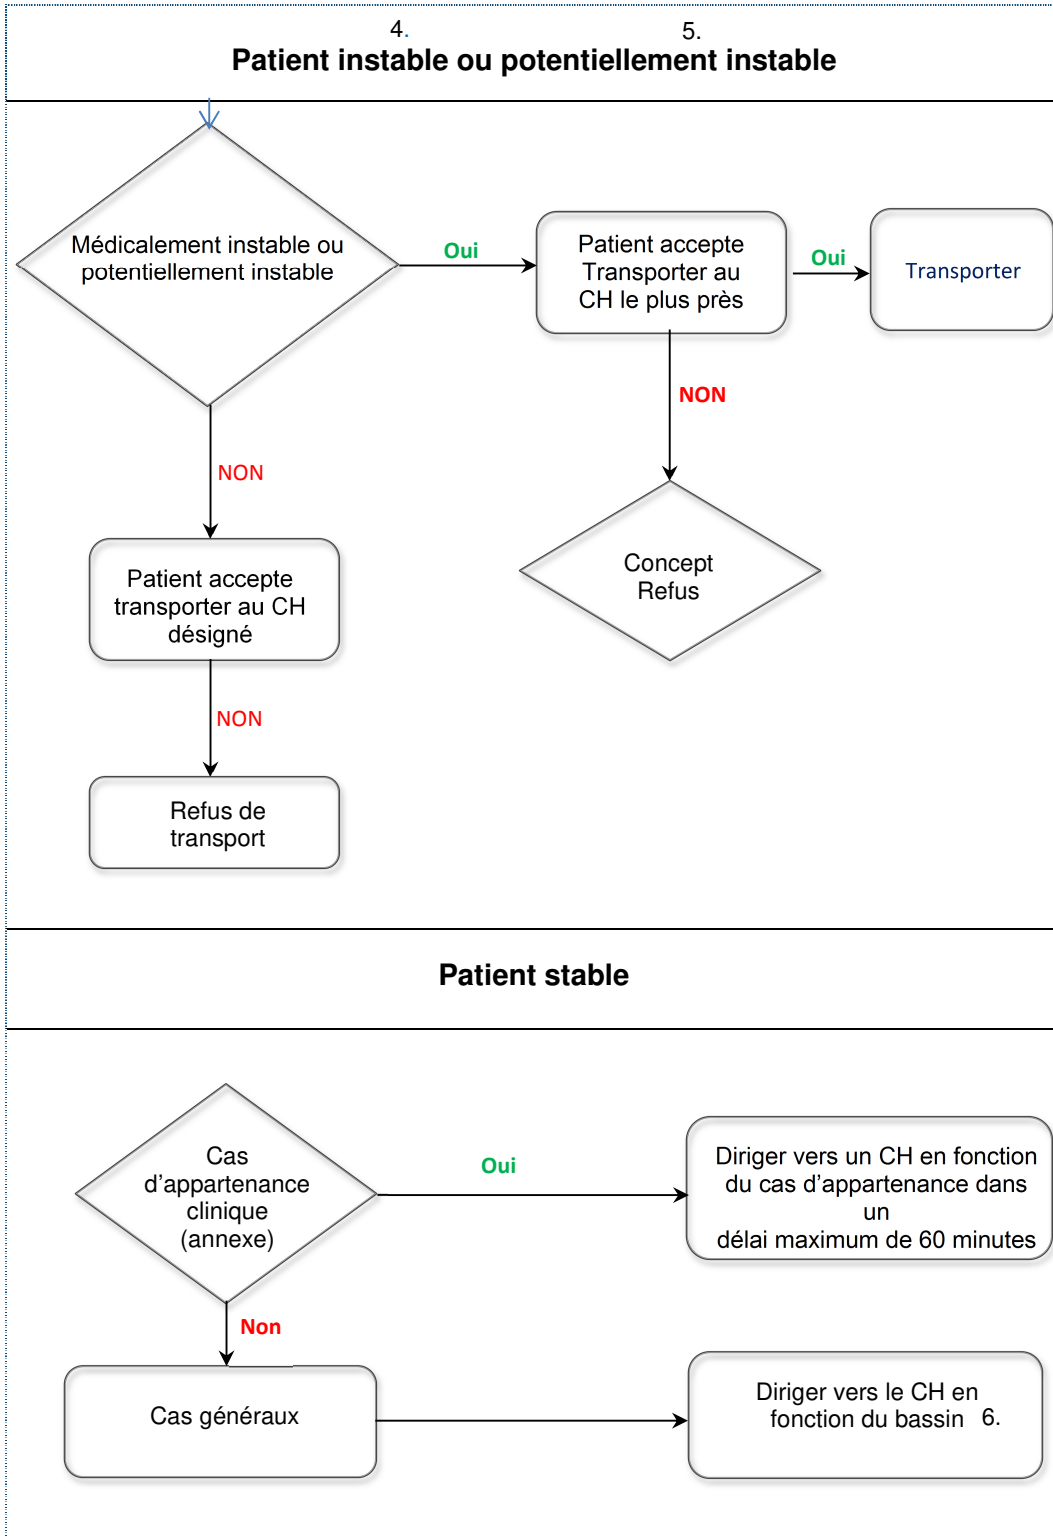 4.
5.
Patient instable ou potentiellement instable
Médicalement instable ou
potentiellement instable
Oui
Patient accepte
Transporter au
CH le plus près
Oui
Transporter
NON
NON
Concept
Refus
Patient accepte
transporter au CH
désigné
NON
Refus de
transport
Patient stable
Cas
d'appartenance
clinique
(annexe)
Oui
Diriger vers un CH en fonction
du cas d'appartenance dans
un
délai maximum de 60 minutes
Non
Cas généraux
Diriger vers le CH en
fonction du bassin 6.